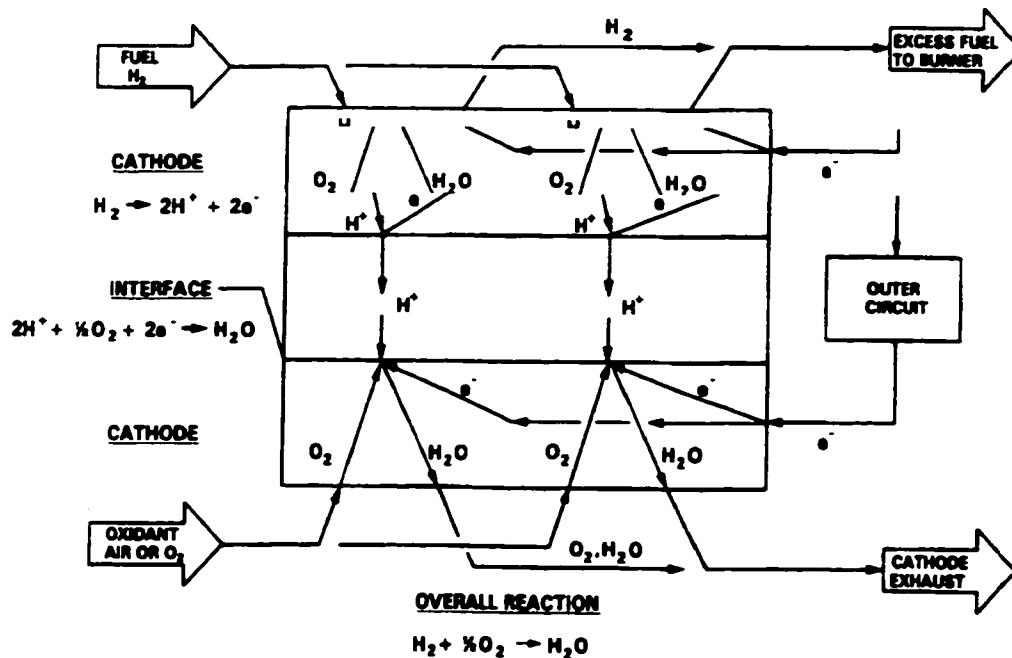 H₂
FUEL
H₂
EXCESS FUEL
TO BURNER
CATHODE
H₂ → 2H⁺ + 2e⁻
O₂
H₂O
e
O₂
H₂O
e
e⁻
H⁺
H⁺
INTERFACE
2H⁺ + ½O₂ + 2e⁻ → H₂O
H⁺
H⁺
OUTER
CIRCUIT
e⁻
e⁻
CATHODE
O₂
H₂O
O₂
H₂O
e⁻
OXIDANT
AIR OR O₂
O₂.H₂O
CATHODE
EXHAUST
OVERALL REACTION
H₂ + ½O₂ → H₂O